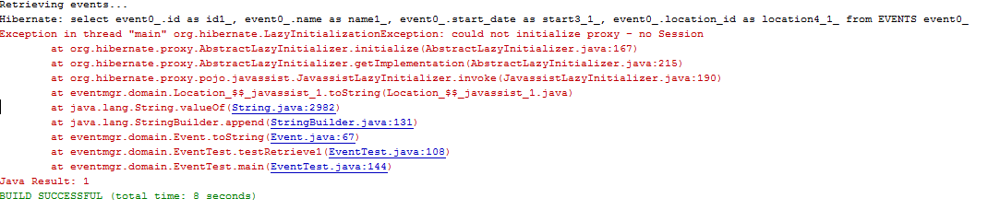 Retrieving events...
Hibernate: select event0_.id as id1_, event0_.name as name1_, event0_.start_date as start3_1_, event0_.location_id as location4_1_ from EVENTS event0_
Exception in thread "main" org.hibernate.LazyInitializationException: could not initialize proxy - no Session
at org.hibernate.proxy.AbstractLazyInitializer.initialize(AbstractLazyInitializer.java:167)
at org.hibernate.proxy.AbstractLazyInitializer.getImplementation(AbstractLazyInitializer.java:215)
at org.hibernate.proxy.pojo.javassist.JavassistLazyInitializer.invoke(JavassistLazyInitializer.java:190)
at eventmgr.domain.Location_$$_javassist_1.toString(Location_$$_javassist_1.java)
at java.lang.String.valueOf(String.java:2982)
at java.lang.StringBuilder.append(StringBuilder.java:131)
at eventmgr.domain.Event.toString(Event.java:67)
at eventmgr.domain.EventTest.testRetrieve1(EventTest.java:108)
at eventmgr.domain.EventTest.main(EventTest.java:144)
Java Result: 1
BUILD SUCCESSFUL (total time: 8 seconds)